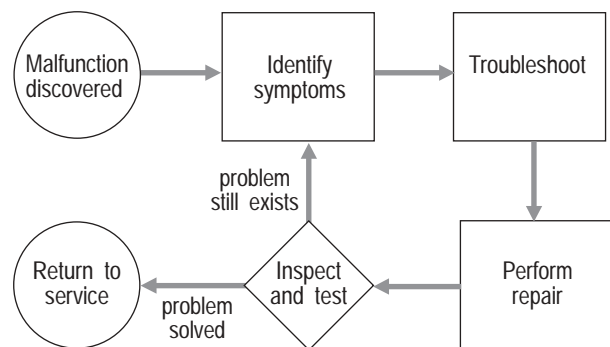 Malfunction
discovered
Identify
symptoms
Troubleshoot
problem
still exists
Return to
service
problem
solved
Inspect
and test
Perform
repair